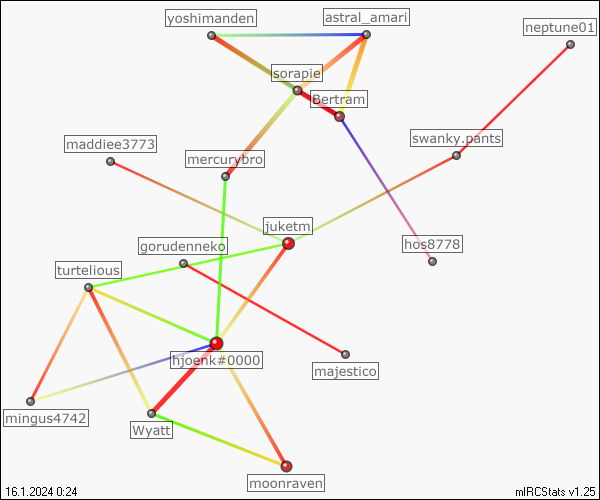 yoshimanden
astral_amari
neptune01
sorapie
Bertram
swanky.pants
maddiee3773
mercurybro
juketm
gorudenneko
hos8778
turtelious
hjoenk#0000
majestico
mingus4742
Wyatt
moonraven
16.1.2024 0:24
mIRCStats v1.25